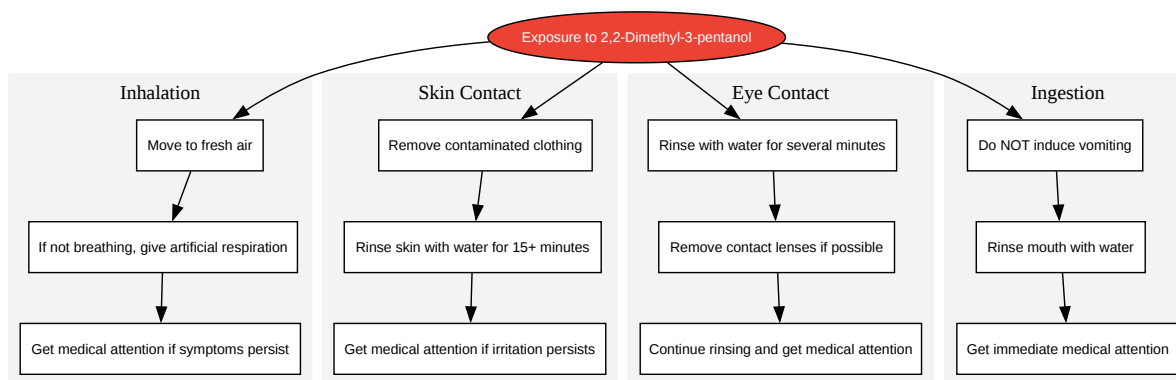 Exposure to 2,2-Dimethyl-3-pentanol
Inhalation
Move to fresh air
If not breathing, give artificial respiration
Get medical attention if symptoms persist
Skin Contact
Remove contaminated clothing
Rinse skin with water for 15+ minutes
Get medical attention if irritation persists
Eye Contact
Rinse with water for several minutes
Remove contact lenses if possible
Continue rinsing and get medical attention
Ingestion
Do NOT induce vomiting
Rinse mouth with water
Get immediate medical attention